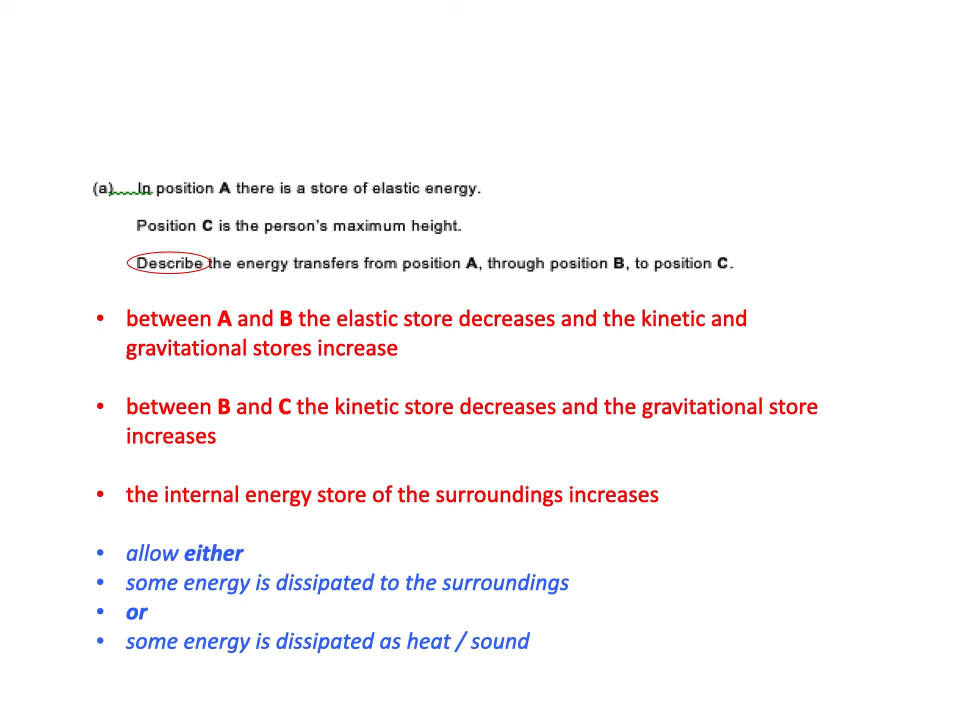 (a) In position A there is a store of elastic energy.
Position C is the person's maximum height.
Describe the energy transfers from position A, through position B, to position C.
• between A and B the elastic store decreases and the kinetic and
gravitational stores increase
• between B and C the kinetic store decreases and the gravitational store
increases
• the internal energy store of the surroundings increases
• allow either
• some energy is dissipated to the surroundings
• or
• some energy is dissipated as heat / sound